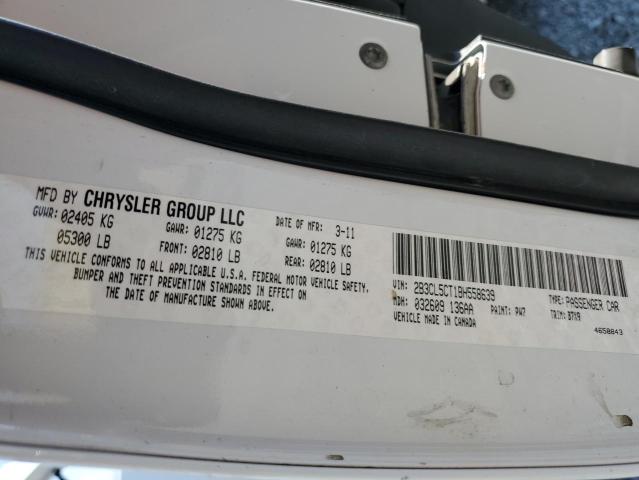 MFD BY CHRYSLER GROUP LLC DATE OF MFR: 3-11
GVWR: 02405 KG GAWR: 01275 KG GAWR: 01275 KG
05300 LB FRONT: 02810 LB REAR: 02810 LB
THIS VEHICLE CONFORMS TO ALL APPLICABLE U.S.A. FEDERAL MOTOR VEHICLE SAFETY,
BUMPER AND THEFT PREVENTION STANDARDS IN EFFECT ON
THE DATE OF MANUFACTURE SHOWN ABOVE.
VIN: 2B3CL5CT1BH558639 TYPE: PASSENGER CAR
MDH: 032609 136AA PAINT: PW7 TRIM: B7X9
VEHICLE MADE IN CANADA 4658843